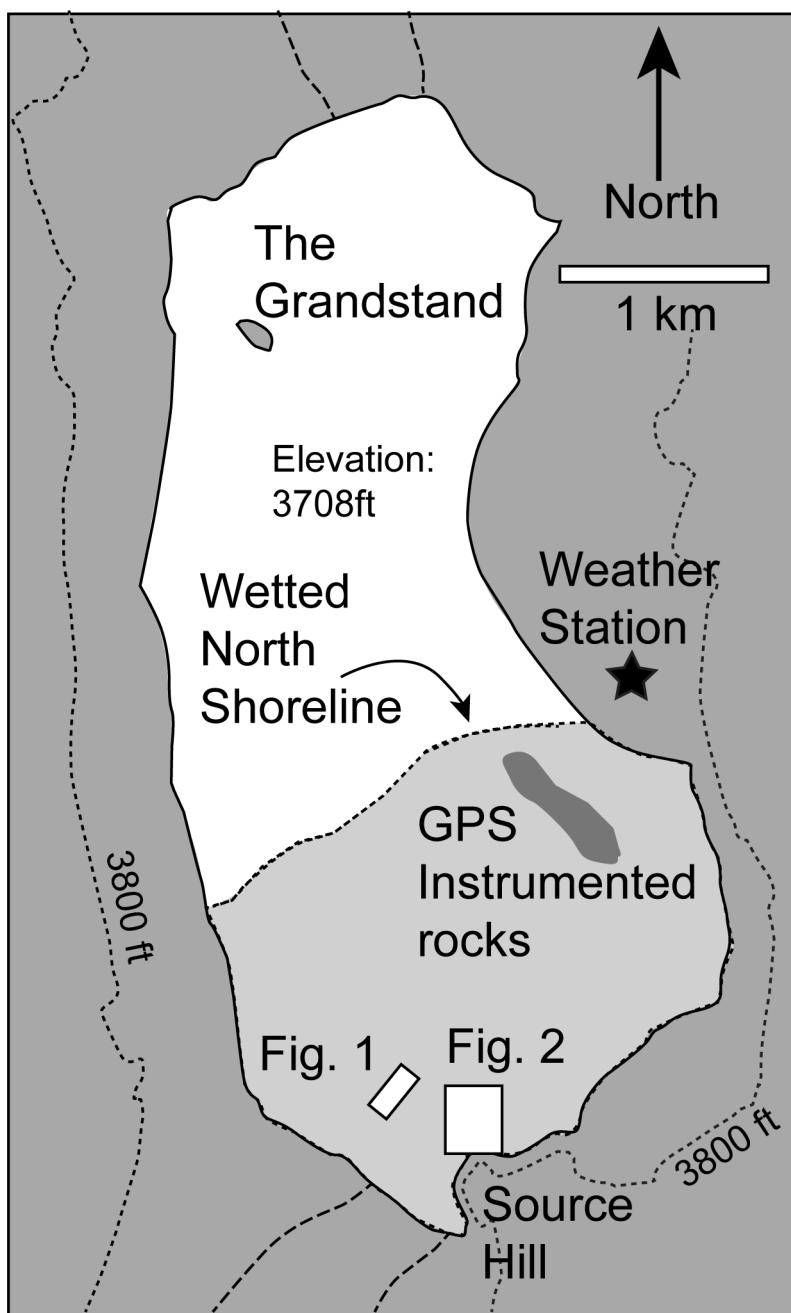 North
1 km
The
Grandstand
Elevation:
3708ft
Wetted
North
Shoreline
Weather
Station
GPS
Instrumented
rocks
3800 ft
Fig. 1
Fig. 2
3800 ft
Source
Hill